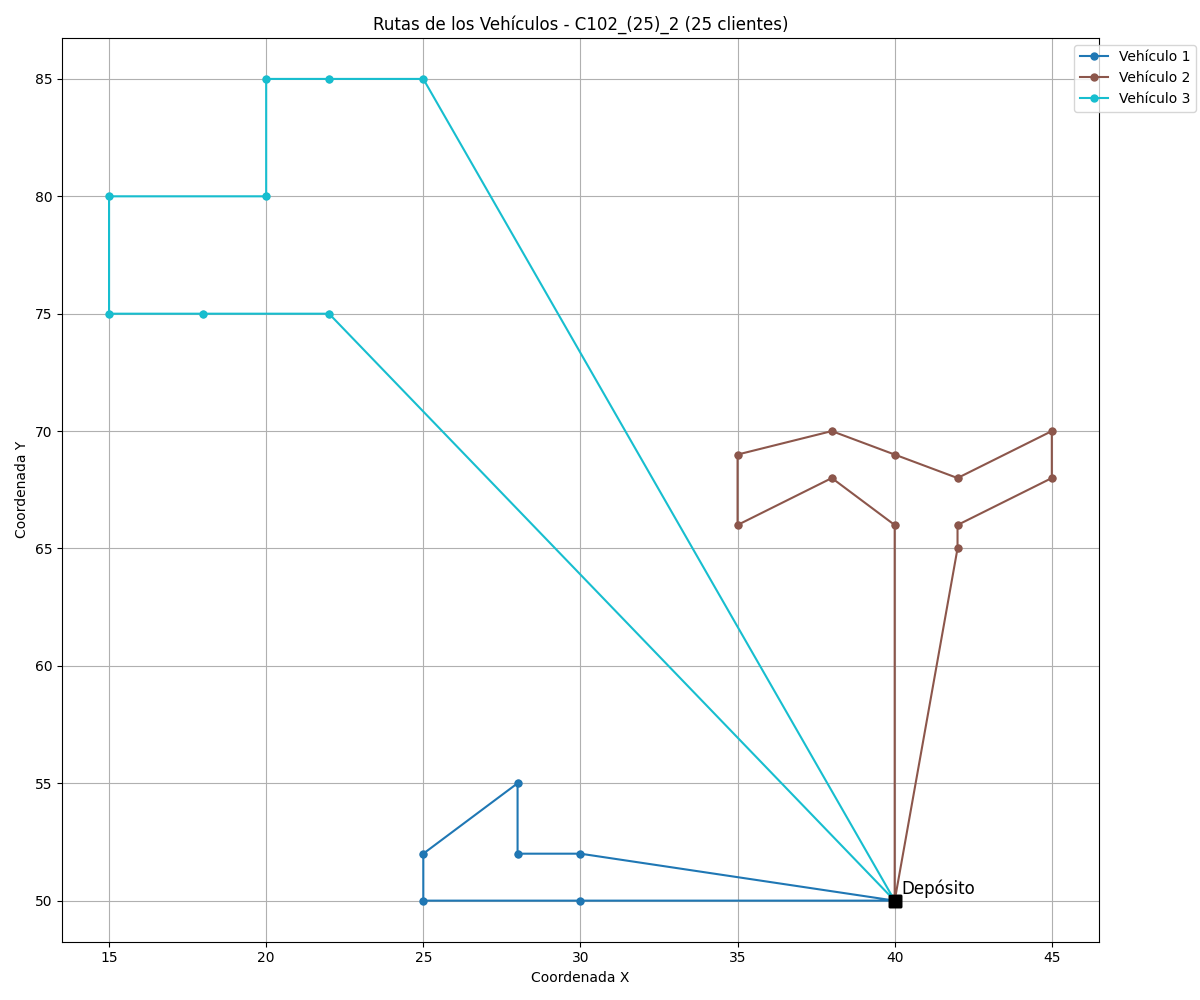 Rutas de los Vehículos - C102_(25)_2 (25 clientes)
Vehículo 1
Vehículo 2
Vehículo 3
85
80
75
70
65
60
55
50
Coordenada Y
Depósito
15 20 25 30 35 40 45
Coordenada X